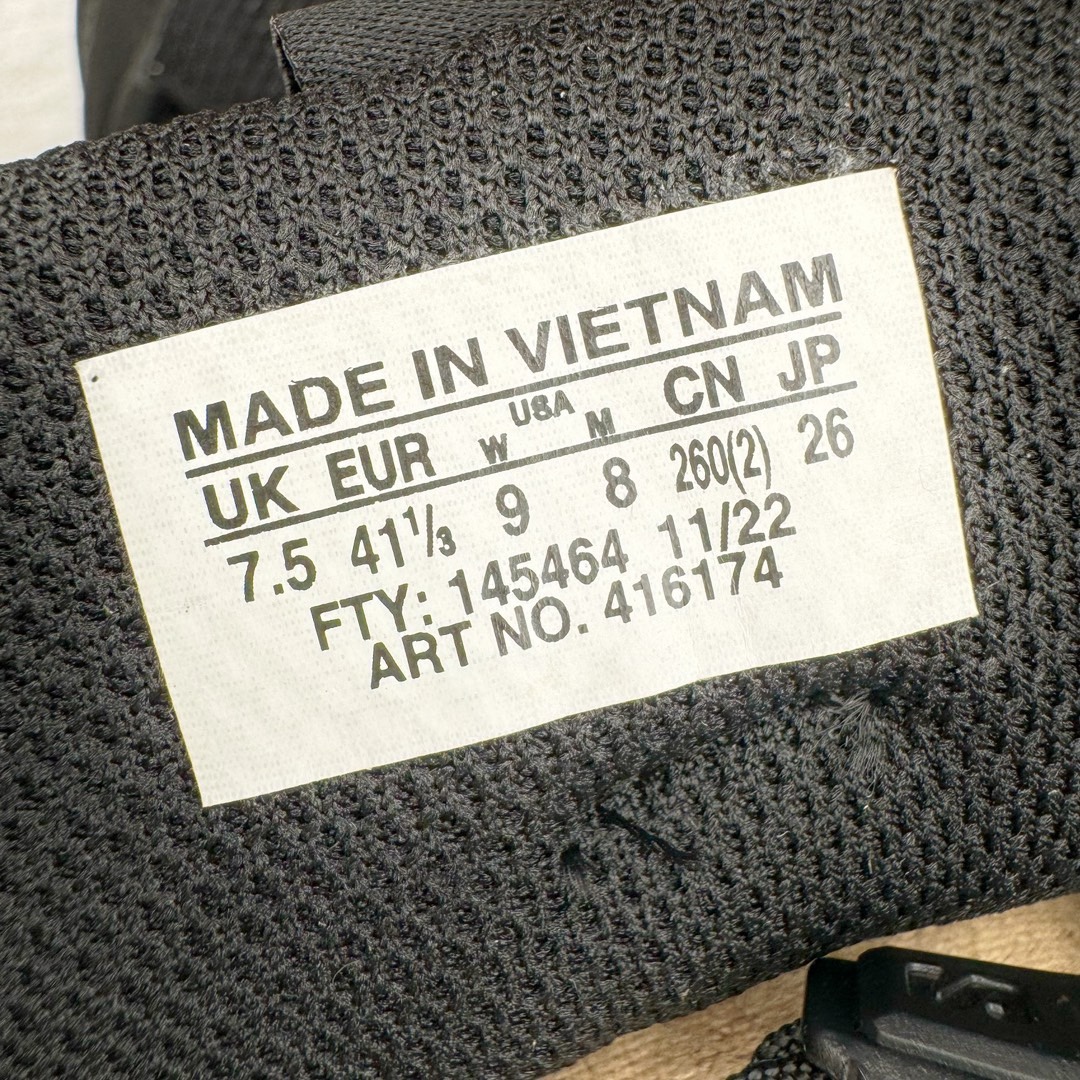 MADE IN VIETNAM
UK EUR W USA M CN JP
7.5 41⅓ 9 8 260(2) 26
FTY: 145464 11/22
ART NO. 416174